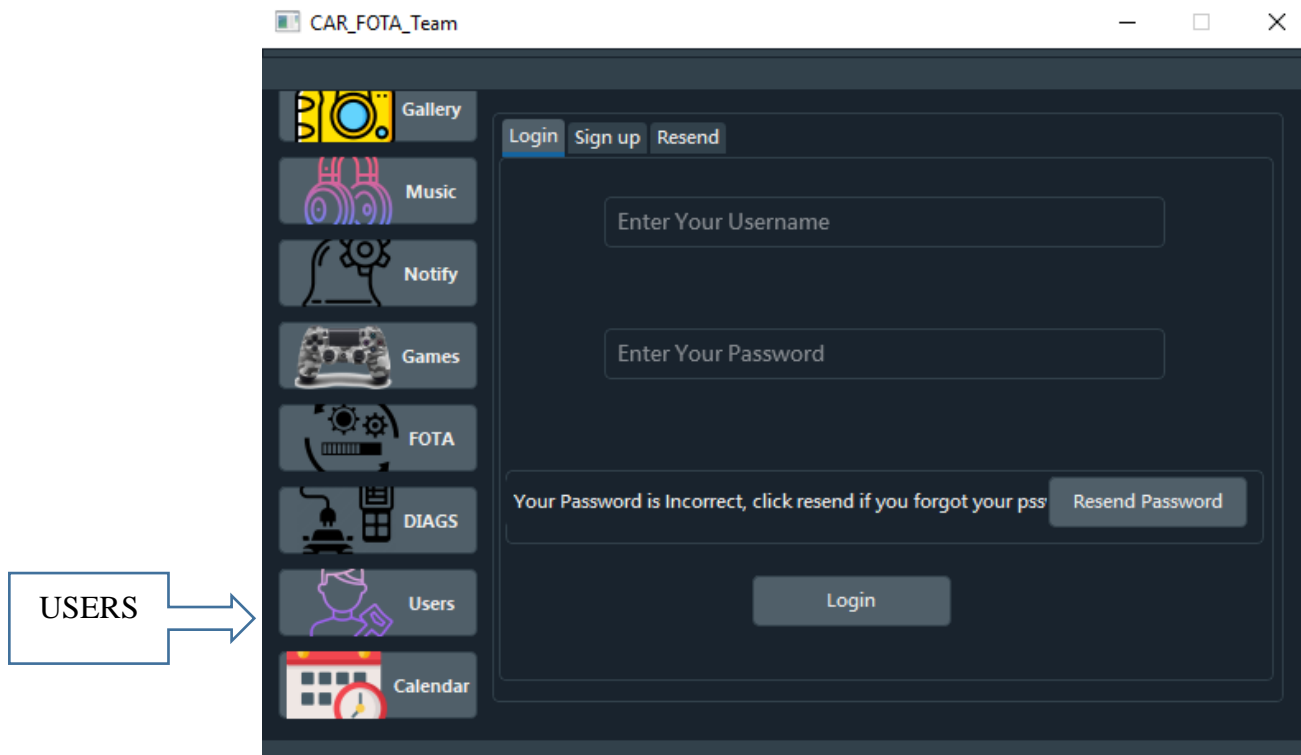 CAR_FOTA_Team
Gallery
Music
Notify
Games
FOTA
DIAGS
Users
Calendar
Login Sign up Resend
Enter Your Username
Enter Your Password
Your Password is Incorrect, click resend if you forgot your pss
Resend Password
Login
USERS